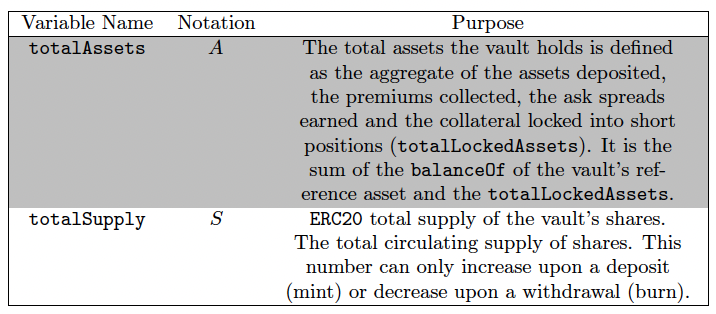 Variable Name Notation Purpose
totalAssets A The total assets the vault holds is defined
as the aggregate of the assets deposited,
the premiums collected, the ask spreads
earned and the collateral locked into short
positions (totalLockedAssets). It is the
sum of the balanceOf of the vault's ref-
erence asset and the totalLockedAssets.
totalSupply S ERC20 total supply of the vault's shares.
The total circulating supply of shares. This
number can only increase upon a deposit
(mint) or decrease upon a withdrawal (burn).